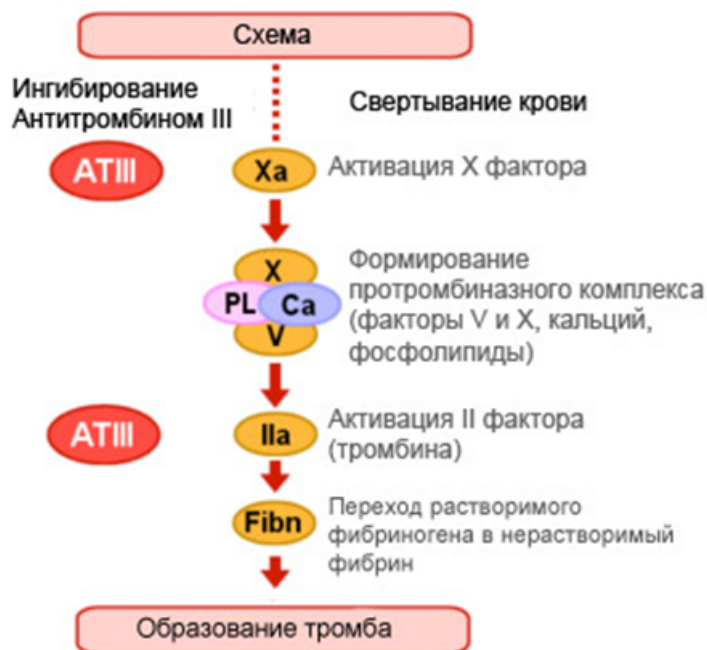 Схема
Ингибирование
Антитромбином III
Свертывание крови
ATIII
Xa
Активация X фактора
X
PL
Ca
V
Формирование
протромбиназного комплекса
(факторы V и X, кальций,
фосфолипиды)
ATIII
IIa
Активация II фактора
(тромбина)
Fibn
Переход растворимого
фибриногена в нерастворимый
фибрин
Образование тромба